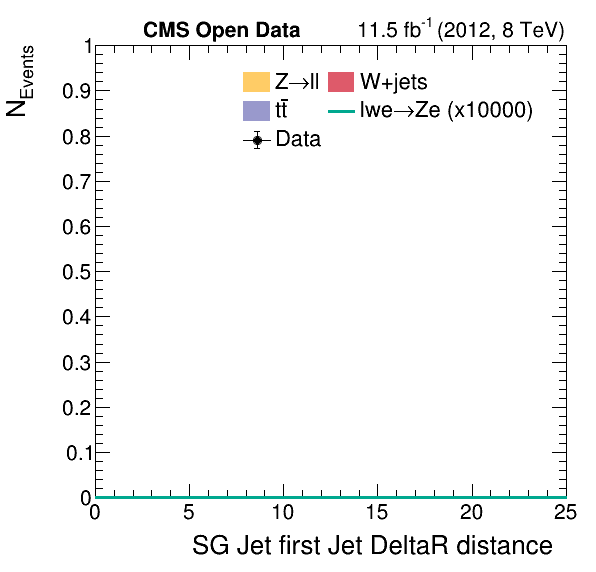 CMS Open Data 11.5 fb⁻¹ (2012, 8 TeV)
Z→ll W+jets
tt̄ lwe→Ze (x10000)
Data
N_Events
1
0.9
0.8
0.7
0.6
0.5
0.4
0.3
0.2
0.1
0
0 5 10 15 20 25
SG Jet first Jet DeltaR distance